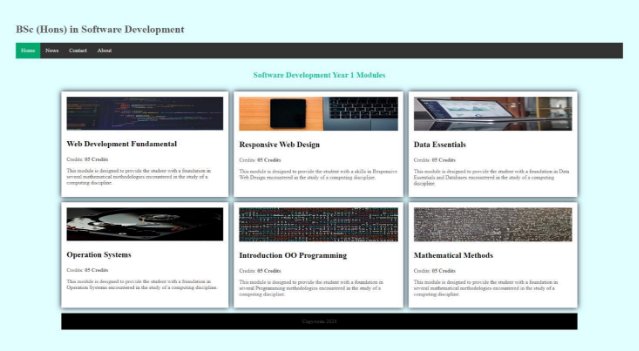 BSc (Hons) in Software Development
Home News Contact About
Software Development Year 1 Modules
Web Development Fundamental
Credits: 05 Credits
This module is designed to provide the student with a foundation in
several mathematical methodologies encountered in the study of a
computing discipline.
Responsive Web Design
Credits: 05 Credits
This module is designed to provide the student with a skills in Responsive
Web Design encountered in the study of a computing discipline.
Data Essentials
Credits: 05 Credits
This module is designed to provide the student with a foundation in Data
Essentials and Databases encountered in the study of a computing
discipline.
Operation Systems
Credits: 05 Credits
This module is designed to provide the student with a foundation in
Operation Systems encountered in the study of a computing discipline.
Introduction OO Programming
Credits: 05 Credits
This module is designed to provide the student with a foundation in
several Programming methodologies encountered in the study of a
computing discipline.
Mathematical Methods
Credits: 05 Credits
This module is designed to provide the student with a foundation in
several mathematical methodologies encountered in the study of a
computing discipline.